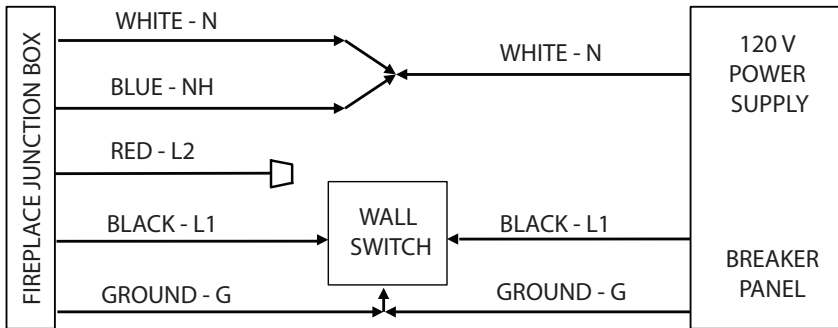 FIREPLACE JUNCTION BOX
WHITE - N
BLUE - NH
RED - L2
BLACK - L1
GROUND - G
WALL
SWITCH
WHITE - N
BLACK - L1
GROUND - G
120 V
POWER
SUPPLY
BREAKER
PANEL